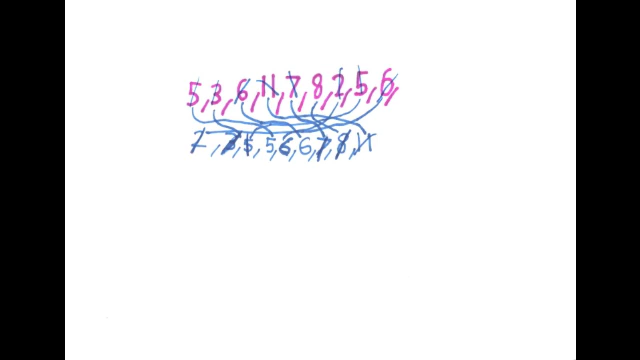 5, 3, 6, 11, 7, 8, 2, 5, 6,
2, 3, 5, 5, 6, 6, 7, 8, 11